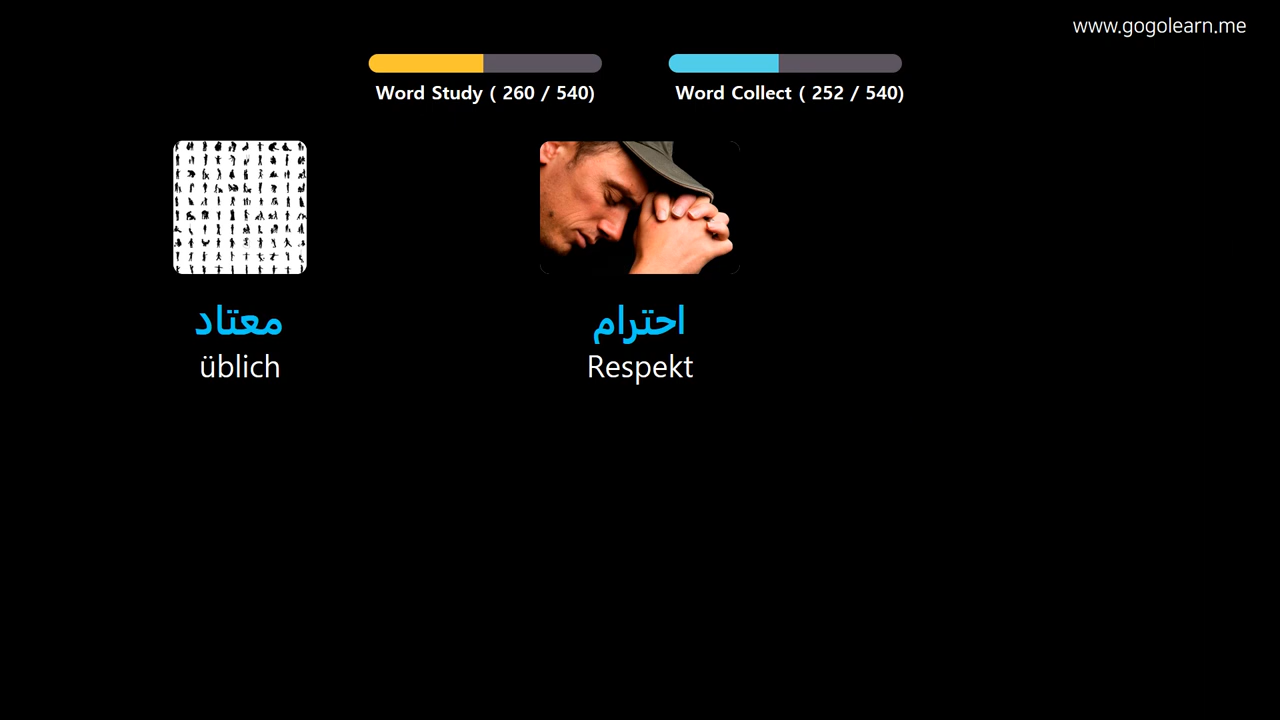 www.gogolearn.me
Word Study ( 260 / 540)
Word Collect ( 252 / 540)
معتاد
üblich
احترام
Respekt